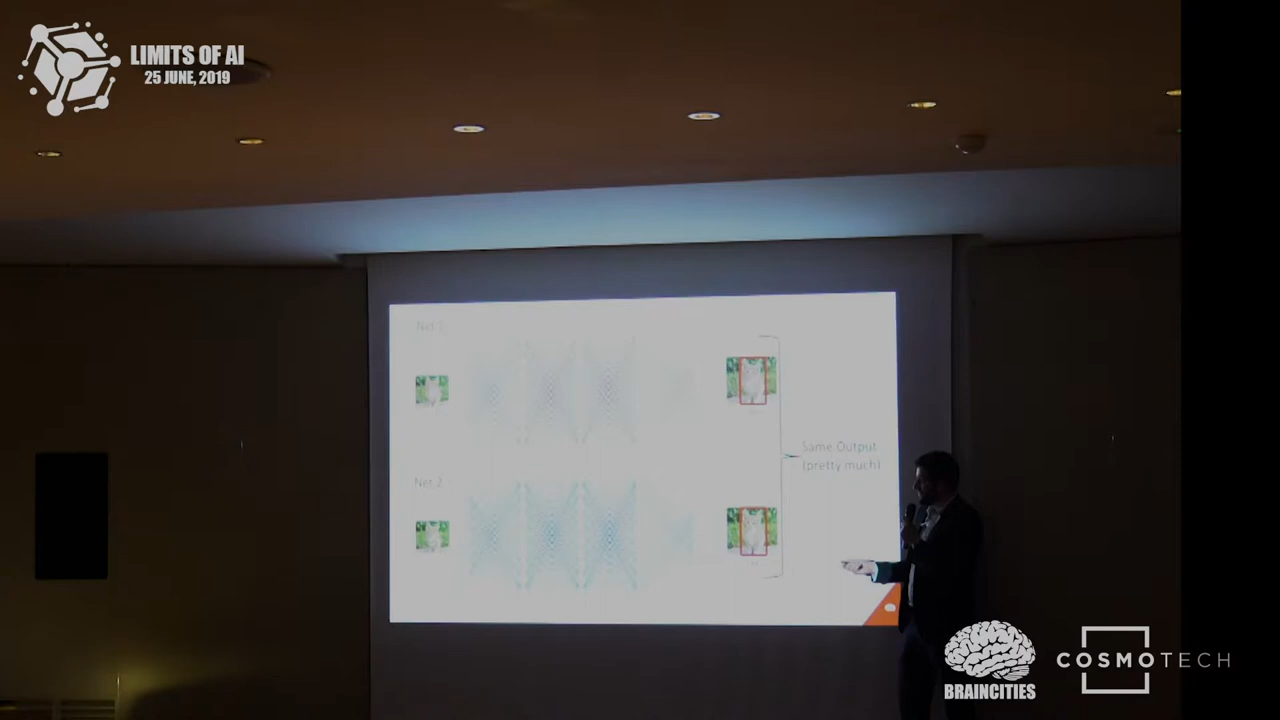 LIMITS OF AI
25 JUNE, 2019
Net 1
Same Output
(pretty much)
Net 2
BRAINCITIES
COSMOTECH